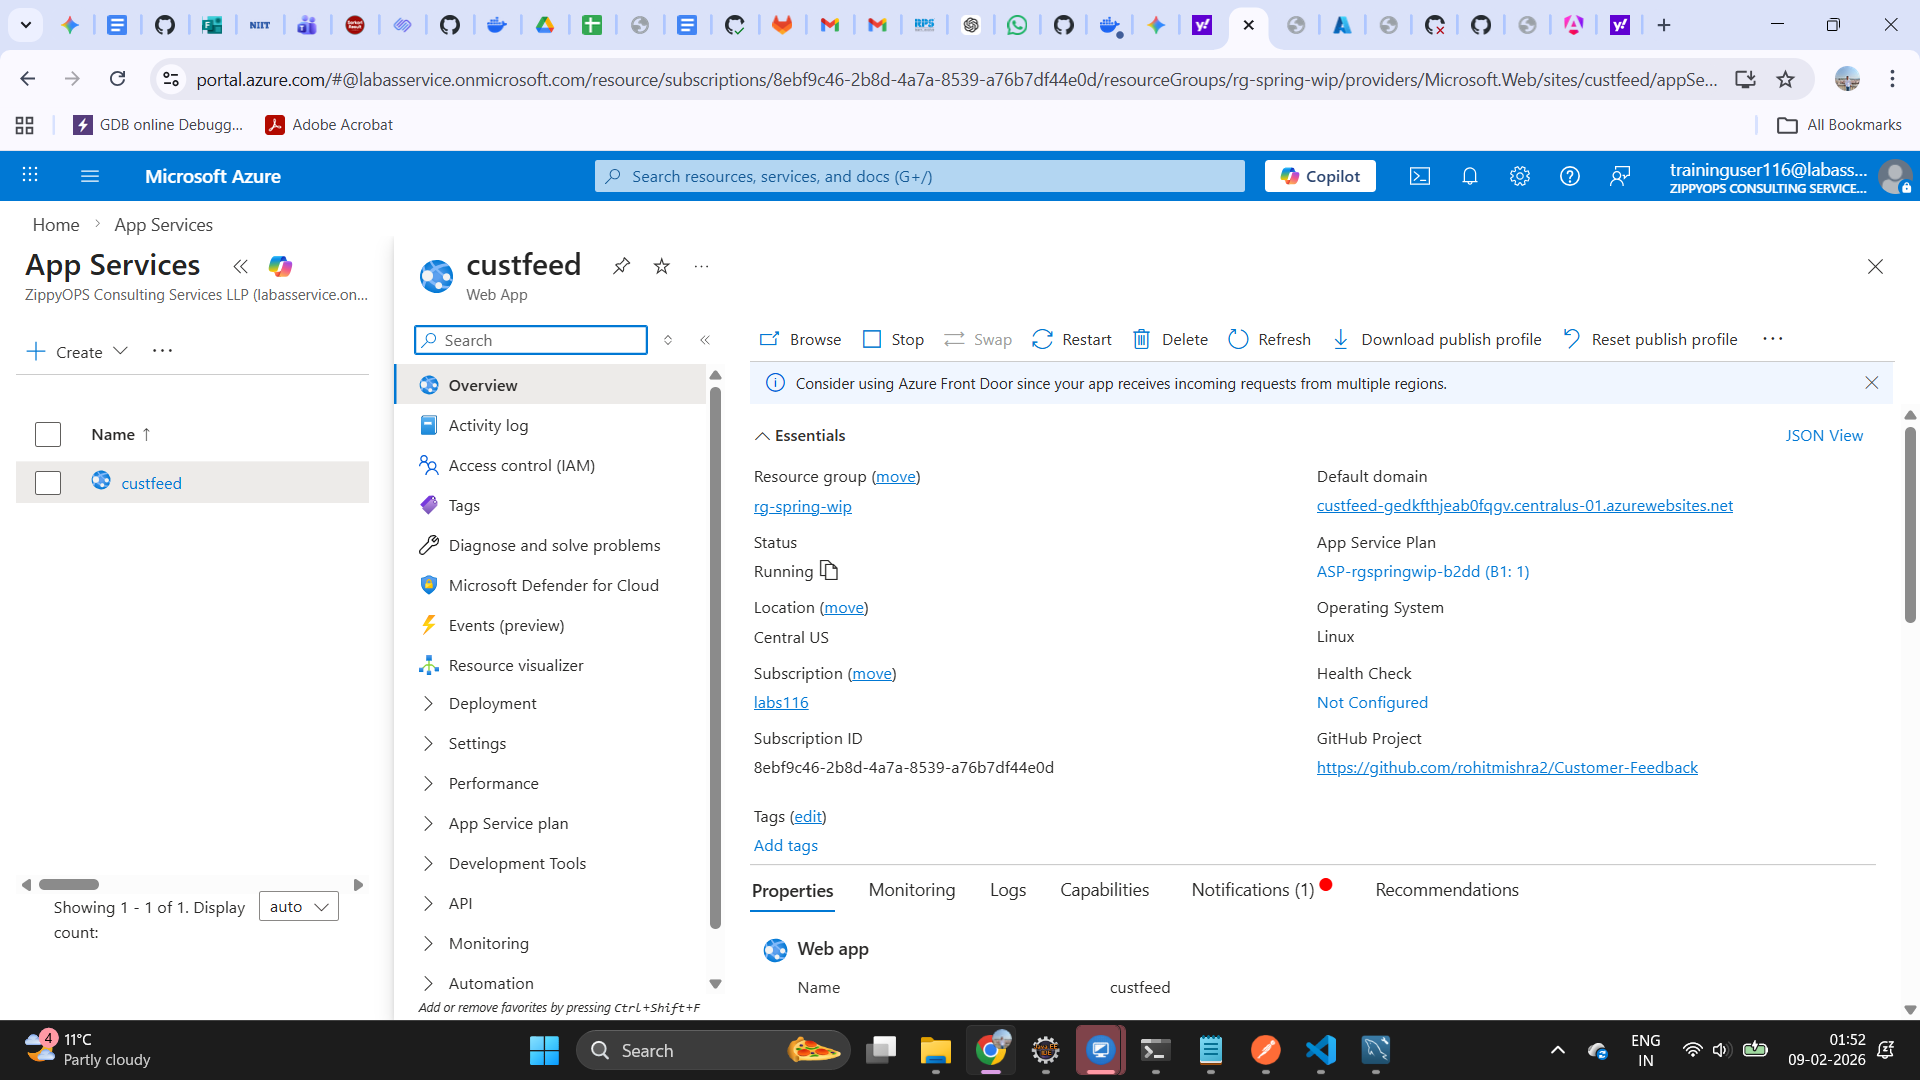 NIIT
RPS
portal.azure.com/#@labasservice.onmicrosoft.com/resource/subscriptions/8ebf9c46-2b8d-4a7a-8539-a76b7df44e0d/resourceGroups/rg-spring-wip/providers/Microsoft.Web/sites/custfeed/appSe...
GDB online Debugg...
Adobe Acrobat
All Bookmarks
Microsoft Azure
Search resources, services, and docs (G+/)
Copilot
traininguser116@labass...
ZIPPYOPS CONSULTING SERVICE...
Home > App Services
App Services
ZippyOPS Consulting Services LLP (labasservice.on...
Create
...
Name ↑
custfeed
Showing 1 - 1 of 1. Display count:
auto
custfeed
Web App
Search
Overview
Activity log
Access control (IAM)
Tags
Diagnose and solve problems
Microsoft Defender for Cloud
Events (preview)
Resource visualizer
Deployment
Settings
Performance
App Service plan
Development Tools
API
Monitoring
Automation
Add or remove favorites by pressing Ctrl+Shift+F
Browse
Stop
Swap
Restart
Delete
Refresh
Download publish profile
Reset publish profile
...
Consider using Azure Front Door since your app receives incoming requests from multiple regions.
Essentials
JSON View
Resource group (move)
rg-spring-wip
Status
Running
Location (move)
Central US
Subscription (move)
labs116
Subscription ID
8ebf9c46-2b8d-4a7a-8539-a76b7df44e0d
Tags (edit)
Add tags
Default domain
custfeed-gedkfthjeab0fqgv.centralus-01.azurewebsites.net
App Service Plan
ASP-rgspringwip-b2dd (B1: 1)
Operating System
Linux
Health Check
Not Configured
GitHub Project
https://github.com/rohitmishra2/Customer-Feedback
Properties
Monitoring
Logs
Capabilities
Notifications (1)
Recommendations
Web app
Name
custfeed
4
11°C
Partly cloudy
Search
ENG
IN
01:52
09-02-2026